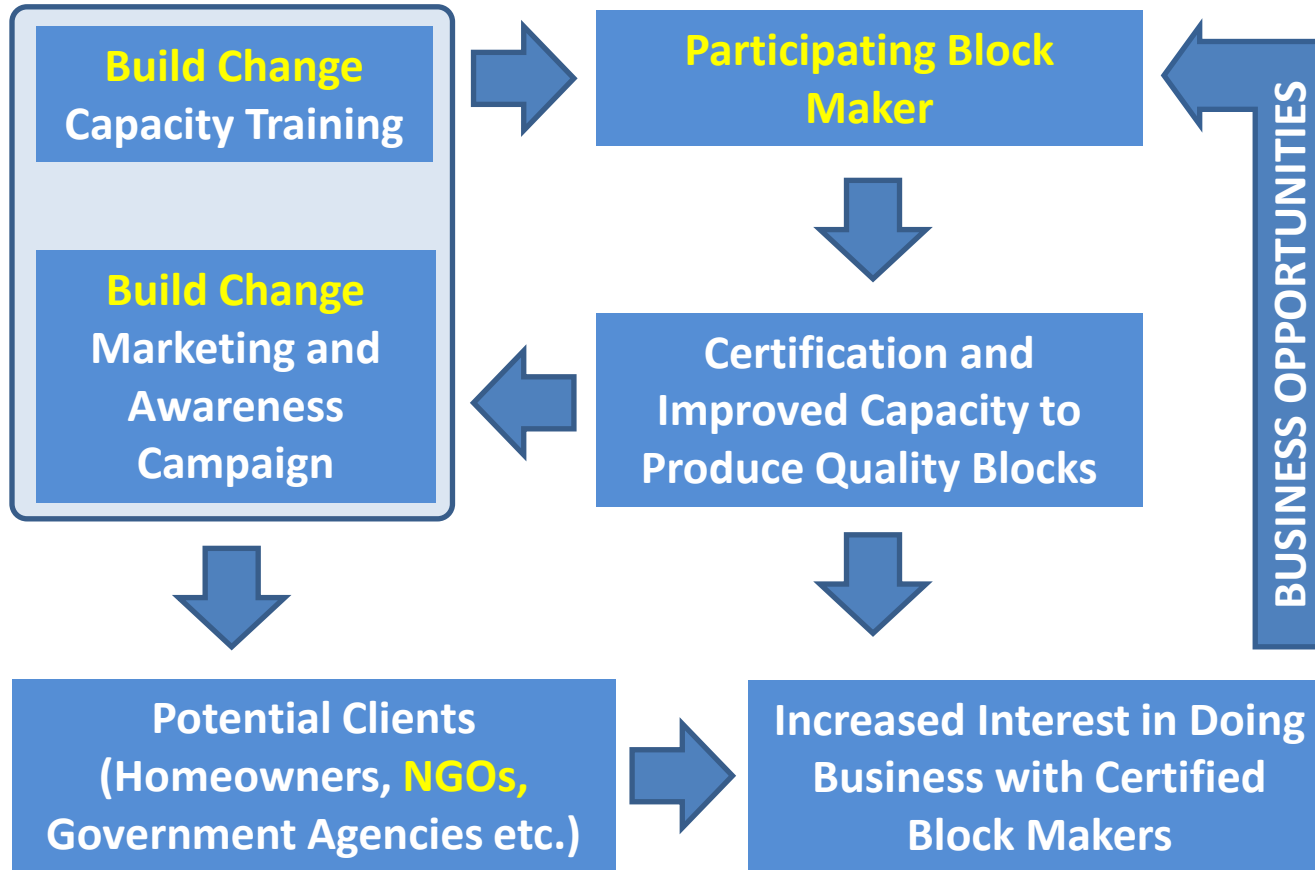 Build Change
Capacity Training
Participating Block
Maker
BUSINESS OPPORTUNITIES
Build Change
Marketing and
Awareness
Campaign
Certification and
Improved Capacity to
Produce Quality Blocks
Potential Clients
(Homeowners, NGOs,
Government Agencies etc.)
Increased Interest in Doing
Business with Certified
Block Makers